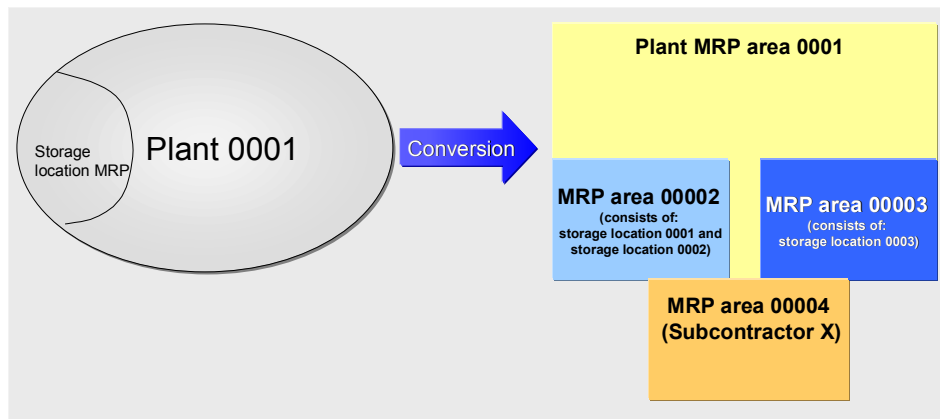 Storage
location MRP
Plant 0001
Conversion
Plant MRP area 0001
MRP area 00002
(consists of:
storage location 0001 and
storage location 0002)
MRP area 00003
(consists of:
storage location 0003)
MRP area 00004
(Subcontractor X)